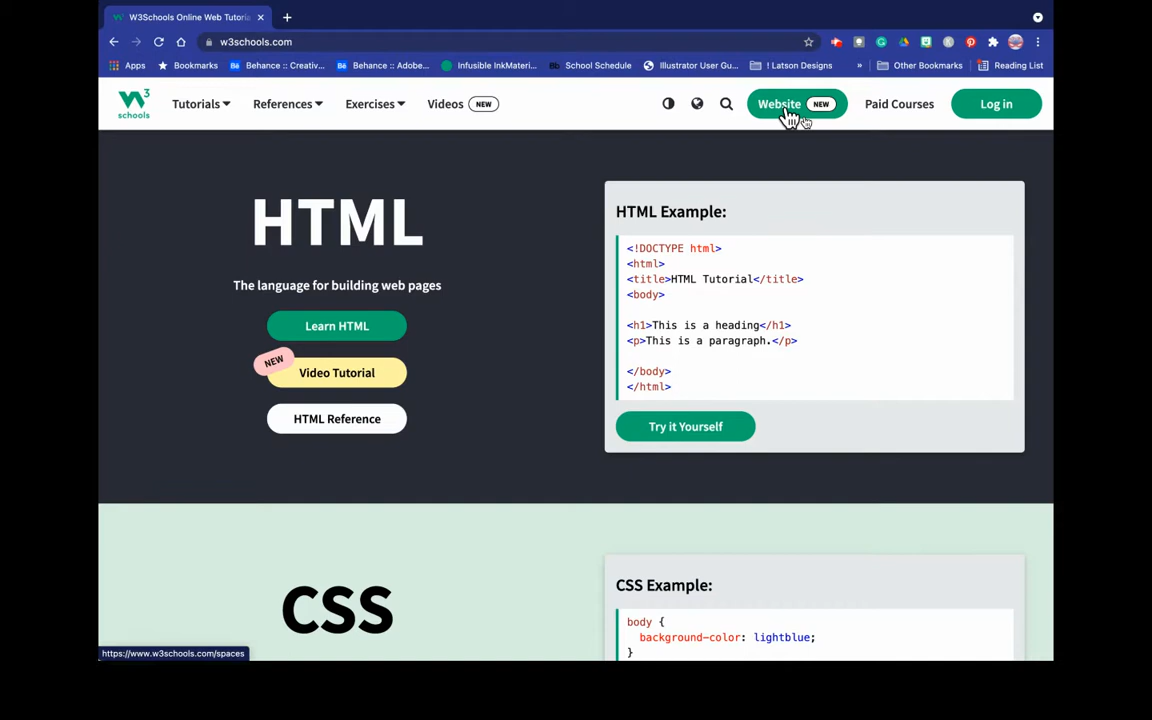 W3Schools Online Web Tutoria
w3schools.com
Apps Bookmarks Behance :: Creativ... Behance :: Adobe... Infusible InkMateri... Bb School Schedule Illustrator User Gu... ! Latson Designs » Other Bookmarks Reading List
W3 schools Tutorials References Exercises Videos NEW Website NEW Paid Courses Log in
HTML
The language for building web pages
Learn HTML
NEW
Video Tutorial
HTML Reference
HTML Example:
<!DOCTYPE html>
<html>
<title>HTML Tutorial</title>
<body>
<h1>This is a heading</h1>
<p>This is a paragraph.</p>
</body>
</html>
Try it Yourself
CSS
CSS Example:
body {
background-color: lightblue;
}
https://www.w3schools.com/spaces